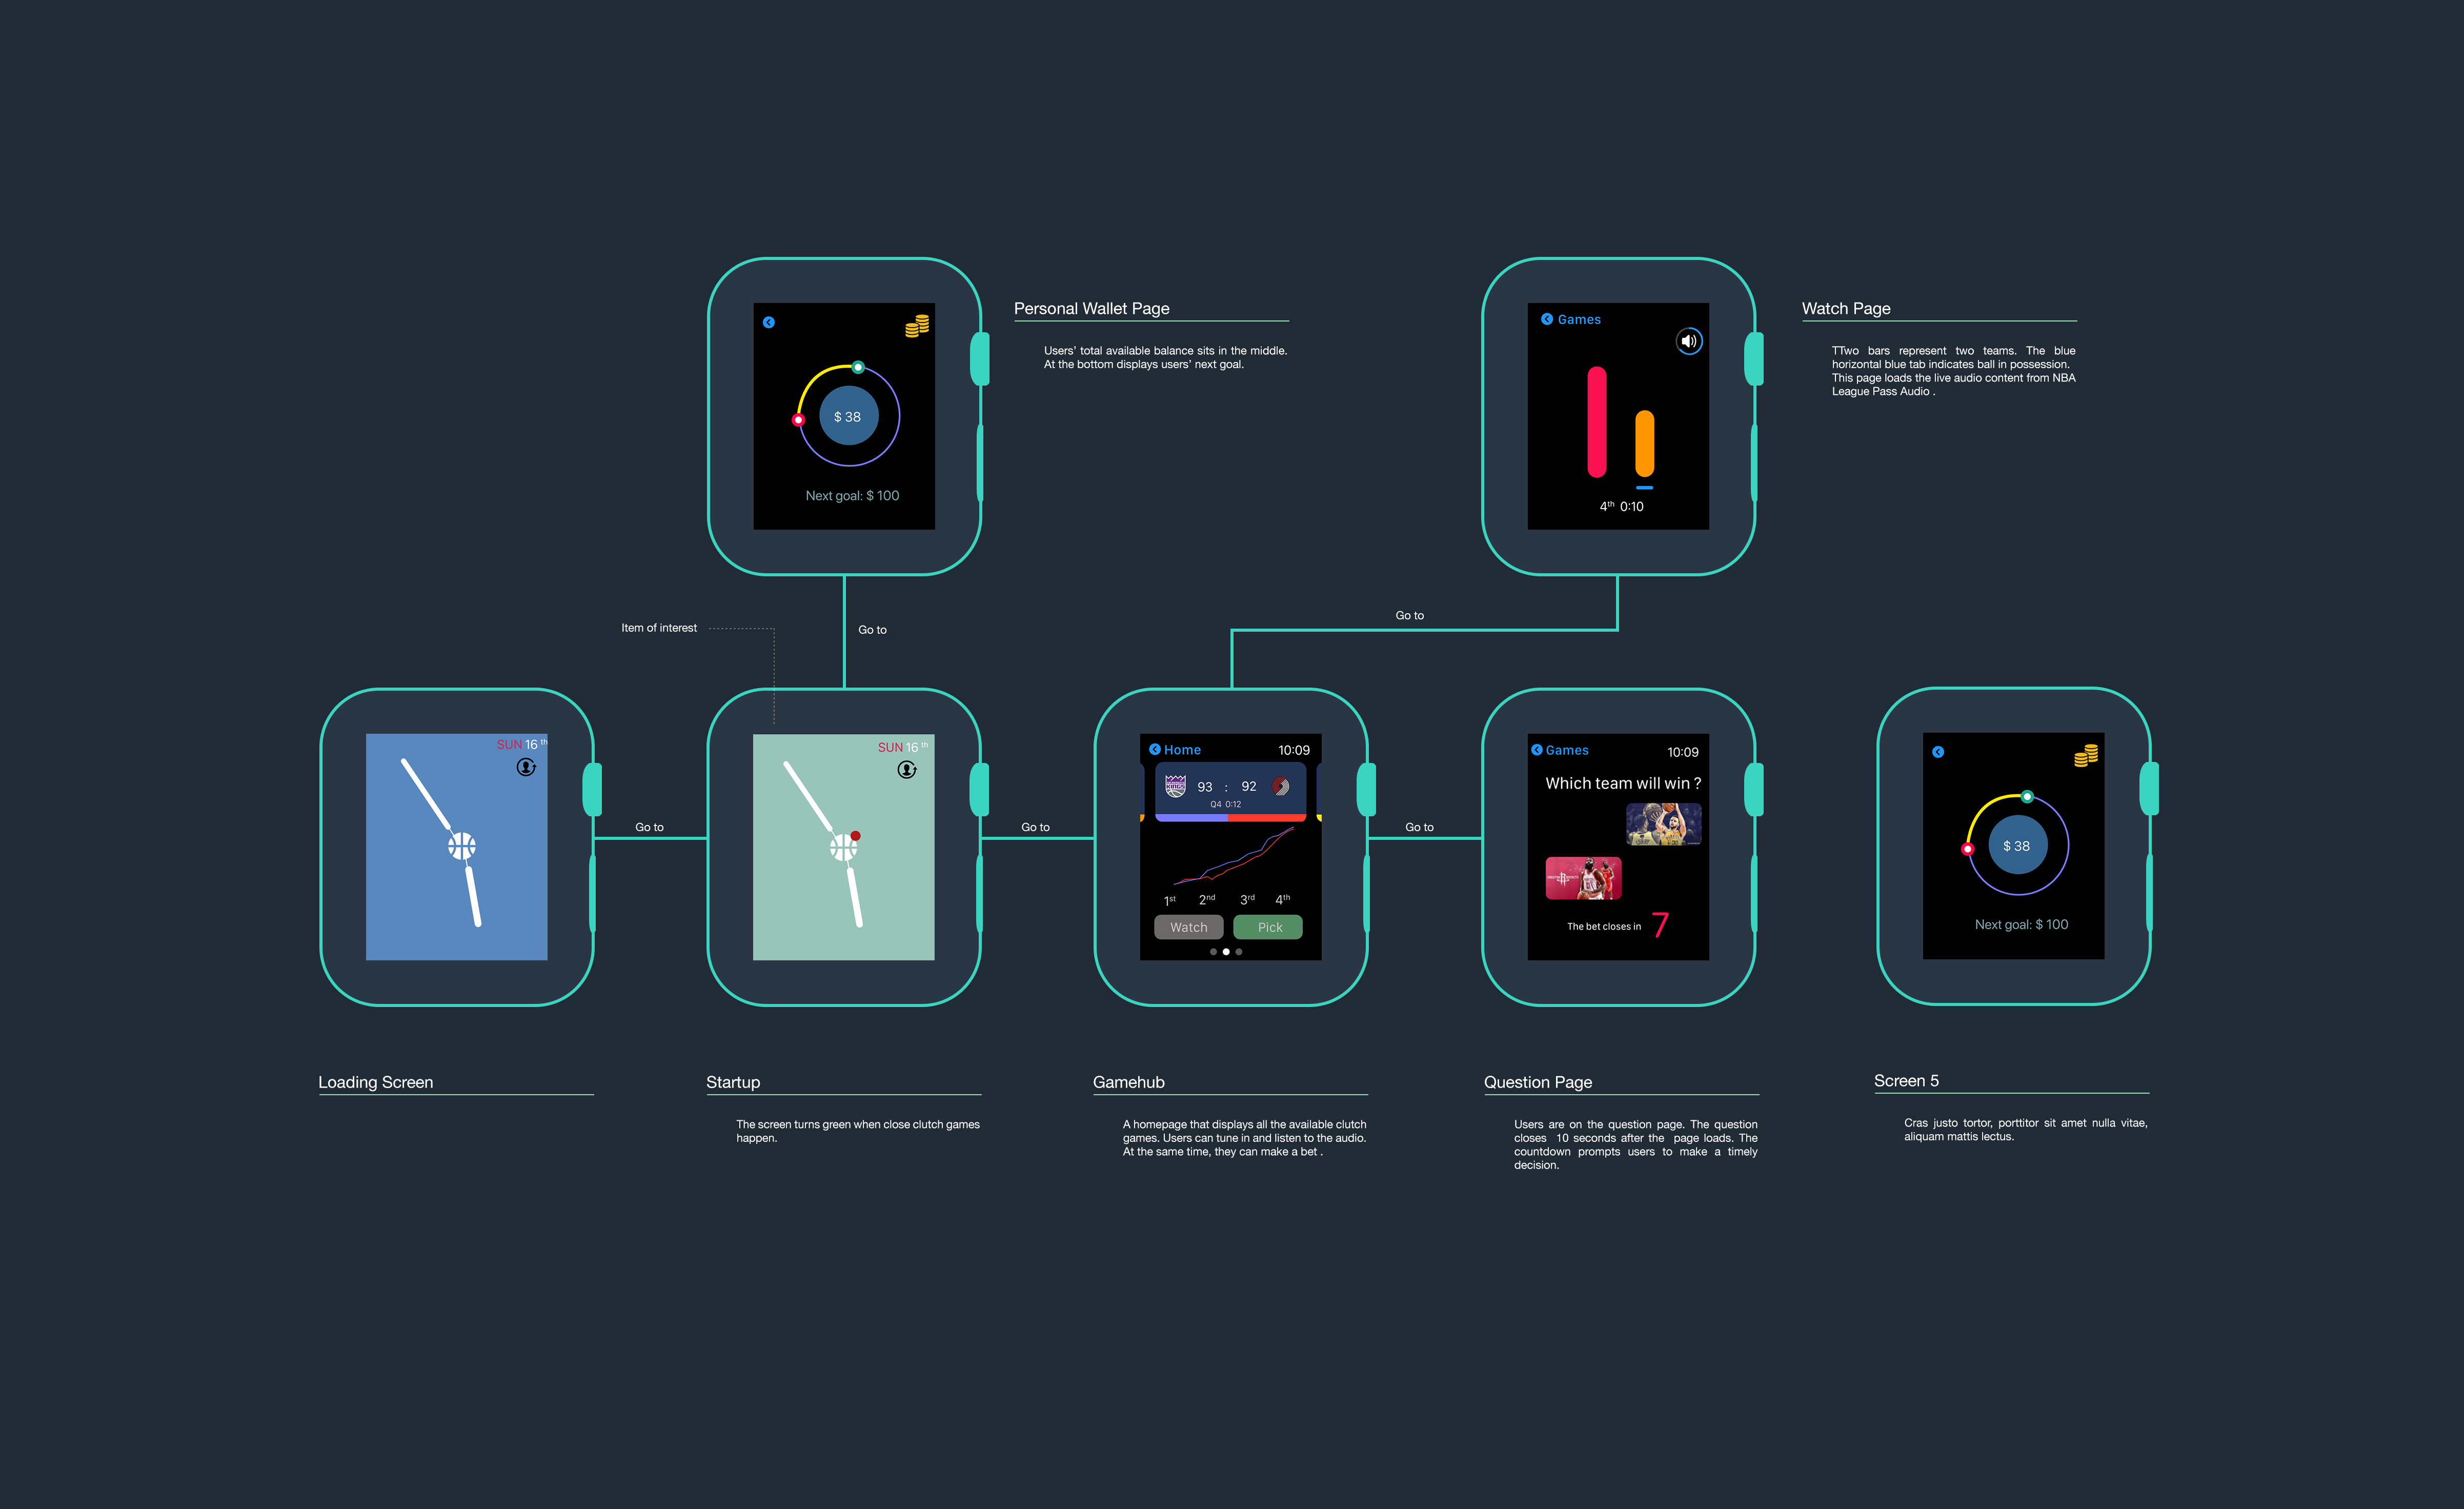 Personal Wallet Page
Users' total available balance sits in the middle.
At the bottom displays users' next goal.
$ 38
Next goal: $ 100
Games
4th 0:10
Watch Page
TTwo bars represent two teams. The blue
horizontal blue tab indicates ball in possession.
This page loads the live audio content from NBA
League Pass Audio .
Item of interest
Go to
Go to
SUN 16 th
Go to
SUN 16 th
Go to
Home 10:09
KINGS
93 : 92
Q4 0:12
1st 2nd 3rd 4th
Watch Pick
Go to
Games 10:09
Which team will win ?
The bet closes in 7
$ 38
Next goal: $ 100
Loading Screen
Startup
The screen turns green when close clutch games
happen.
Gamehub
A homepage that displays all the available clutch
games. Users can tune in and listen to the audio.
At the same time, they can make a bet .
Question Page
Users are on the question page. The question
closes 10 seconds after the page loads. The
countdown prompts users to make a timely
decision.
Screen 5
Cras justo tortor, porttitor sit amet nulla vitae,
aliquam mattis lectus.